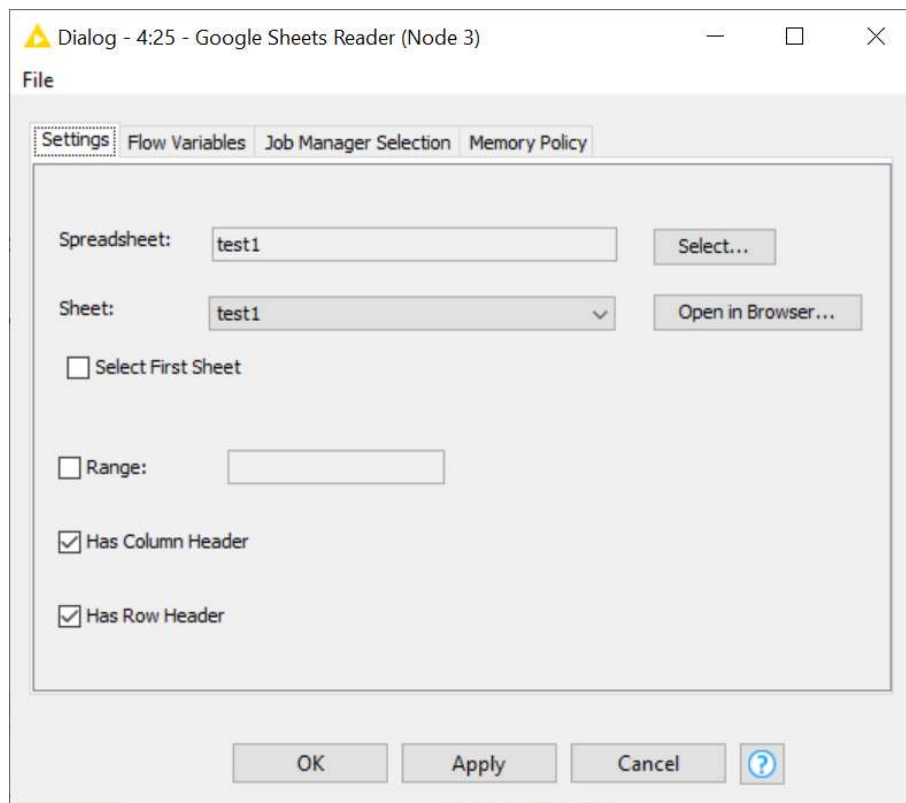 Dialog - 4:25 - Google Sheets Reader (Node 3)
File
Settings Flow Variables Job Manager Selection Memory Policy
Spreadsheet: test1 Select...
Sheet: test1 Open in Browser...
Select First Sheet
Range:
Has Column Header
Has Row Header
OK Apply Cancel ?